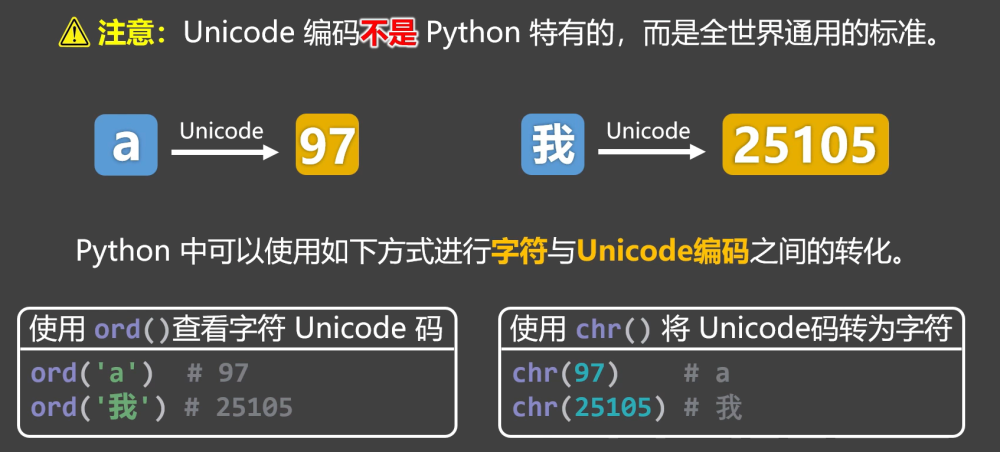 注意：Unicode 编码不是 Python 特有的，而是全世界通用的标准。
a Unicode 97 我 Unicode 25105
Python 中可以使用如下方式进行字符与Unicode编码之间的转化。
使用 ord()查看字符 Unicode 码
ord('a') # 97
ord('我') # 25105
使用 chr() 将 Unicode码转为字符
chr(97) # a
chr(25105) # 我